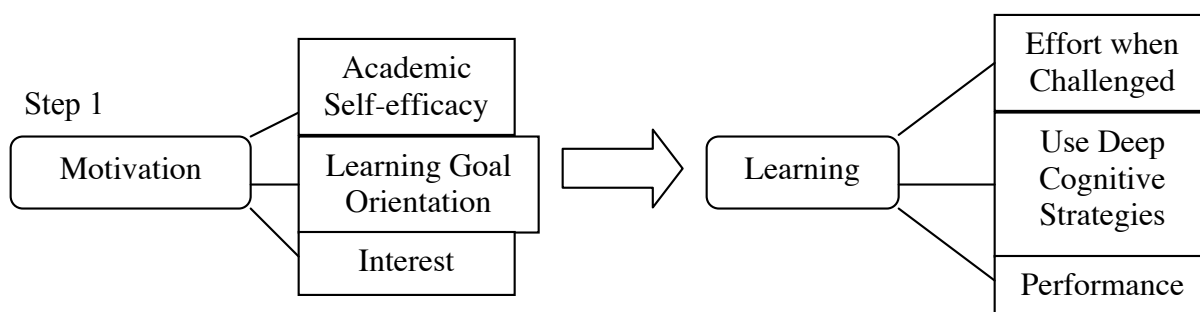 Step 1
Motivation
Academic
Self-efficacy
Learning Goal
Orientation
Interest
Learning
Effort when
Challenged
Use Deep
Cognitive
Strategies
Performance